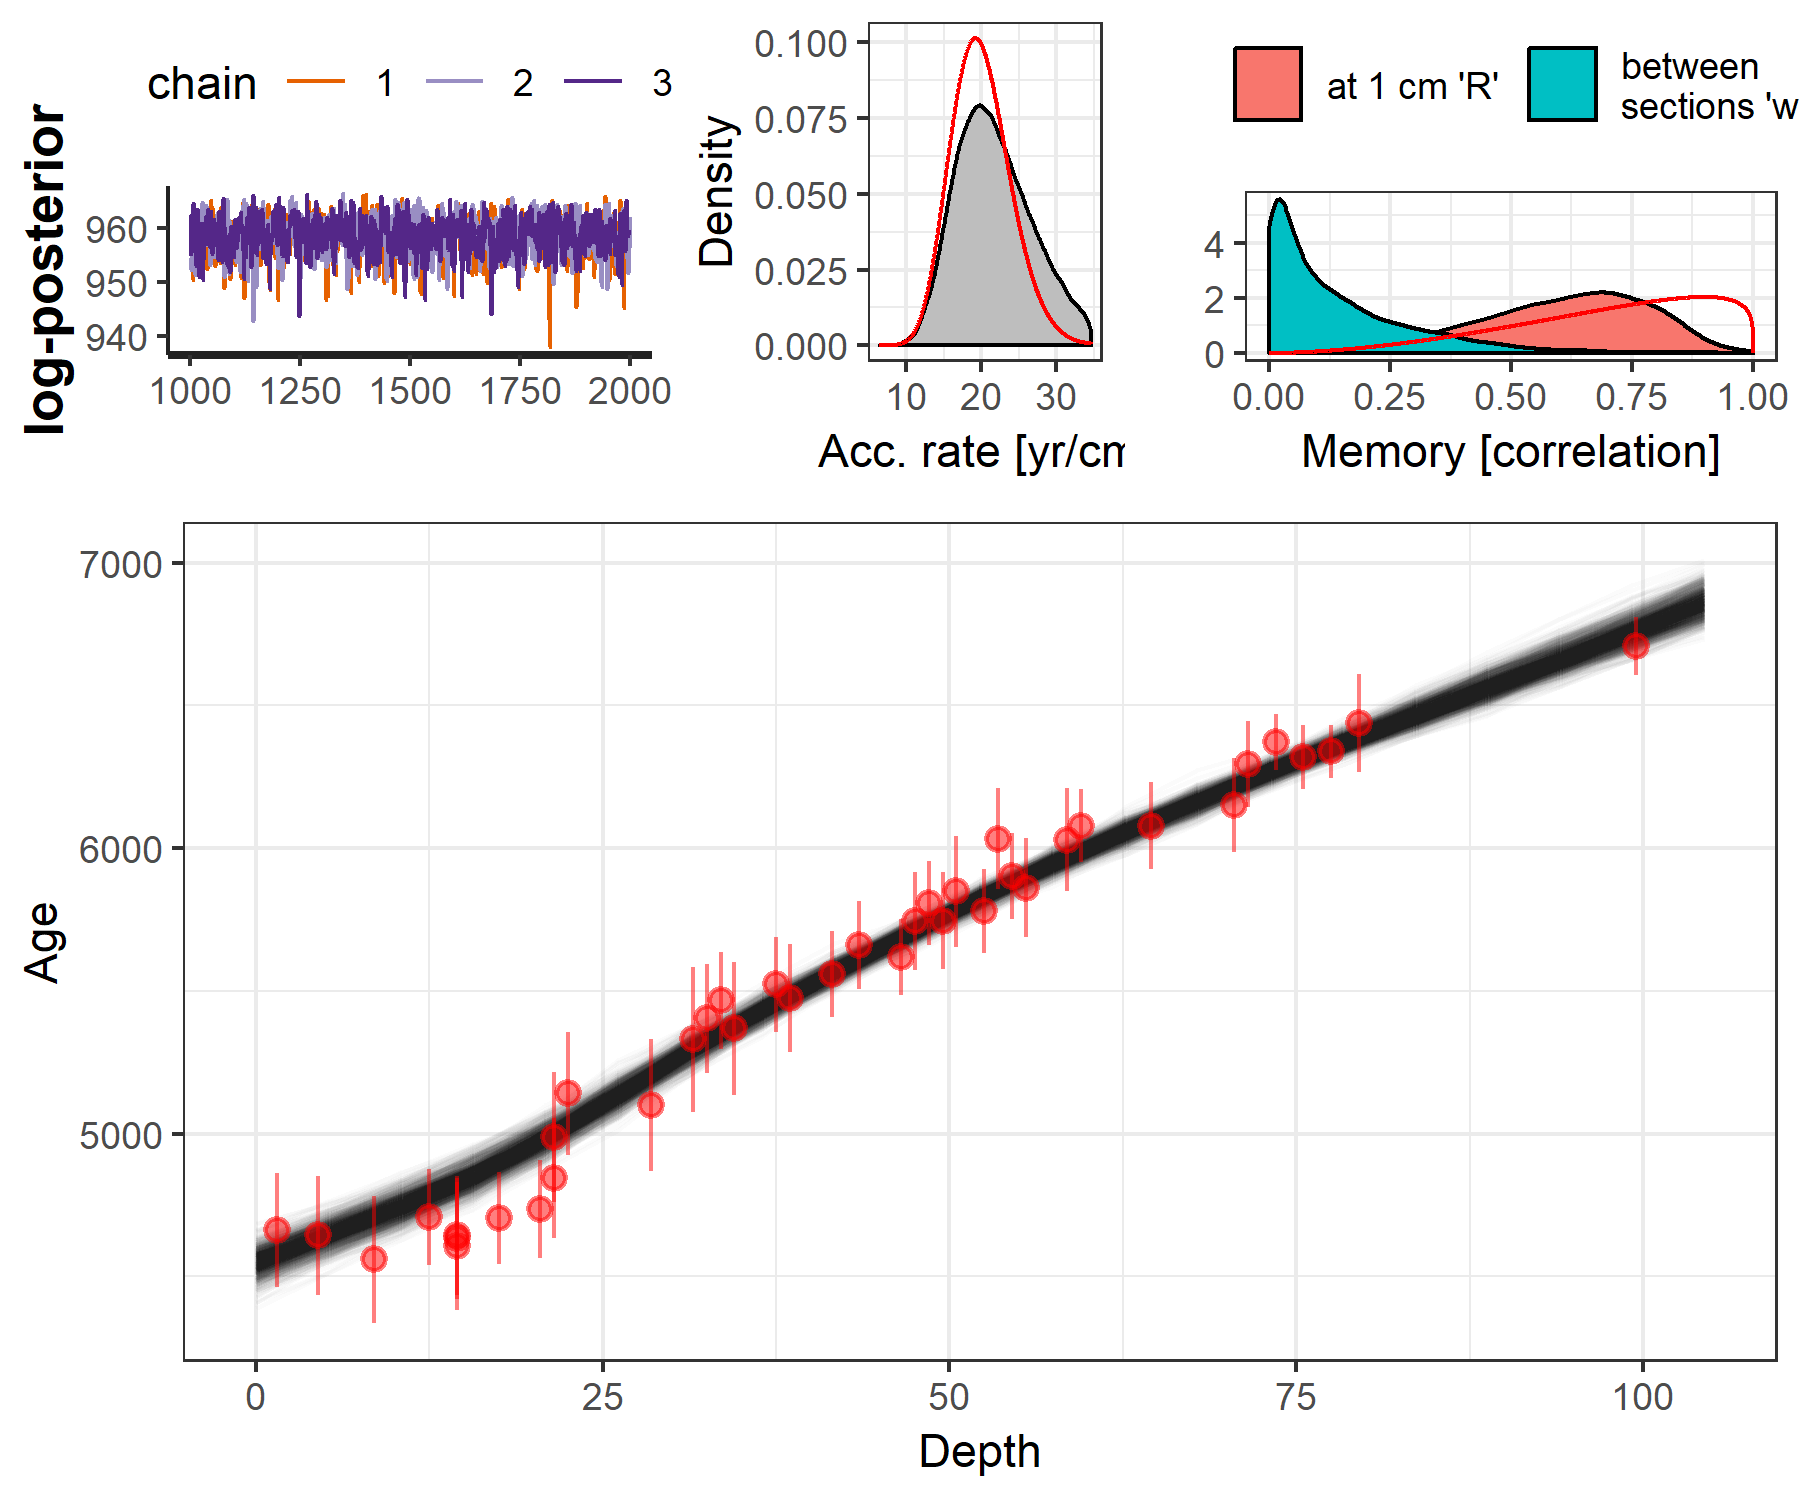 chain 1 2 3
log-posterior
960
950
940
1000 1250 1500 1750 2000
Density
0.100
0.075
0.050
0.025
0.000
10 20 30
Acc. rate [yr/cm
at 1 cm 'R'
between
sections 'w
4
2
0
0.00 0.25 0.50 0.75 1.00
Memory [correlation]
Age
7000
6000
5000
0 25 50 75 100
Depth